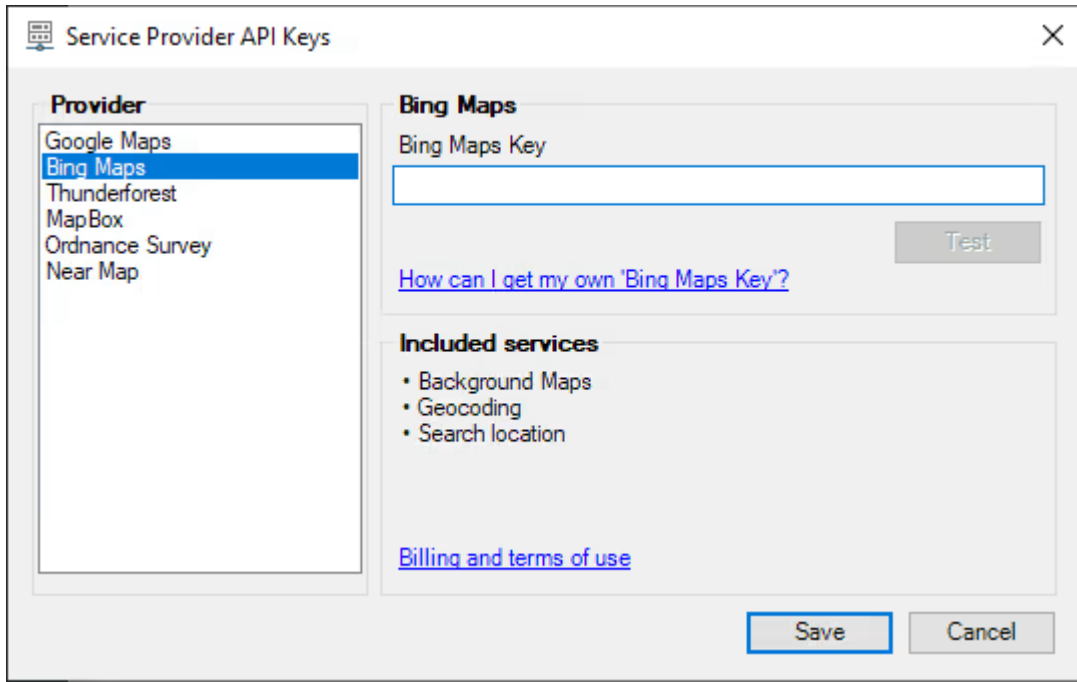 Service Provider API Keys
Provider
Google Maps
Bing Maps
Thunderforest
MapBox
Ordnance Survey
Near Map
Bing Maps
Bing Maps Key
Test
How can I get my own 'Bing Maps Key'?
Included services
• Background Maps
• Geocoding
• Search location
Billing and terms of use
Save
Cancel